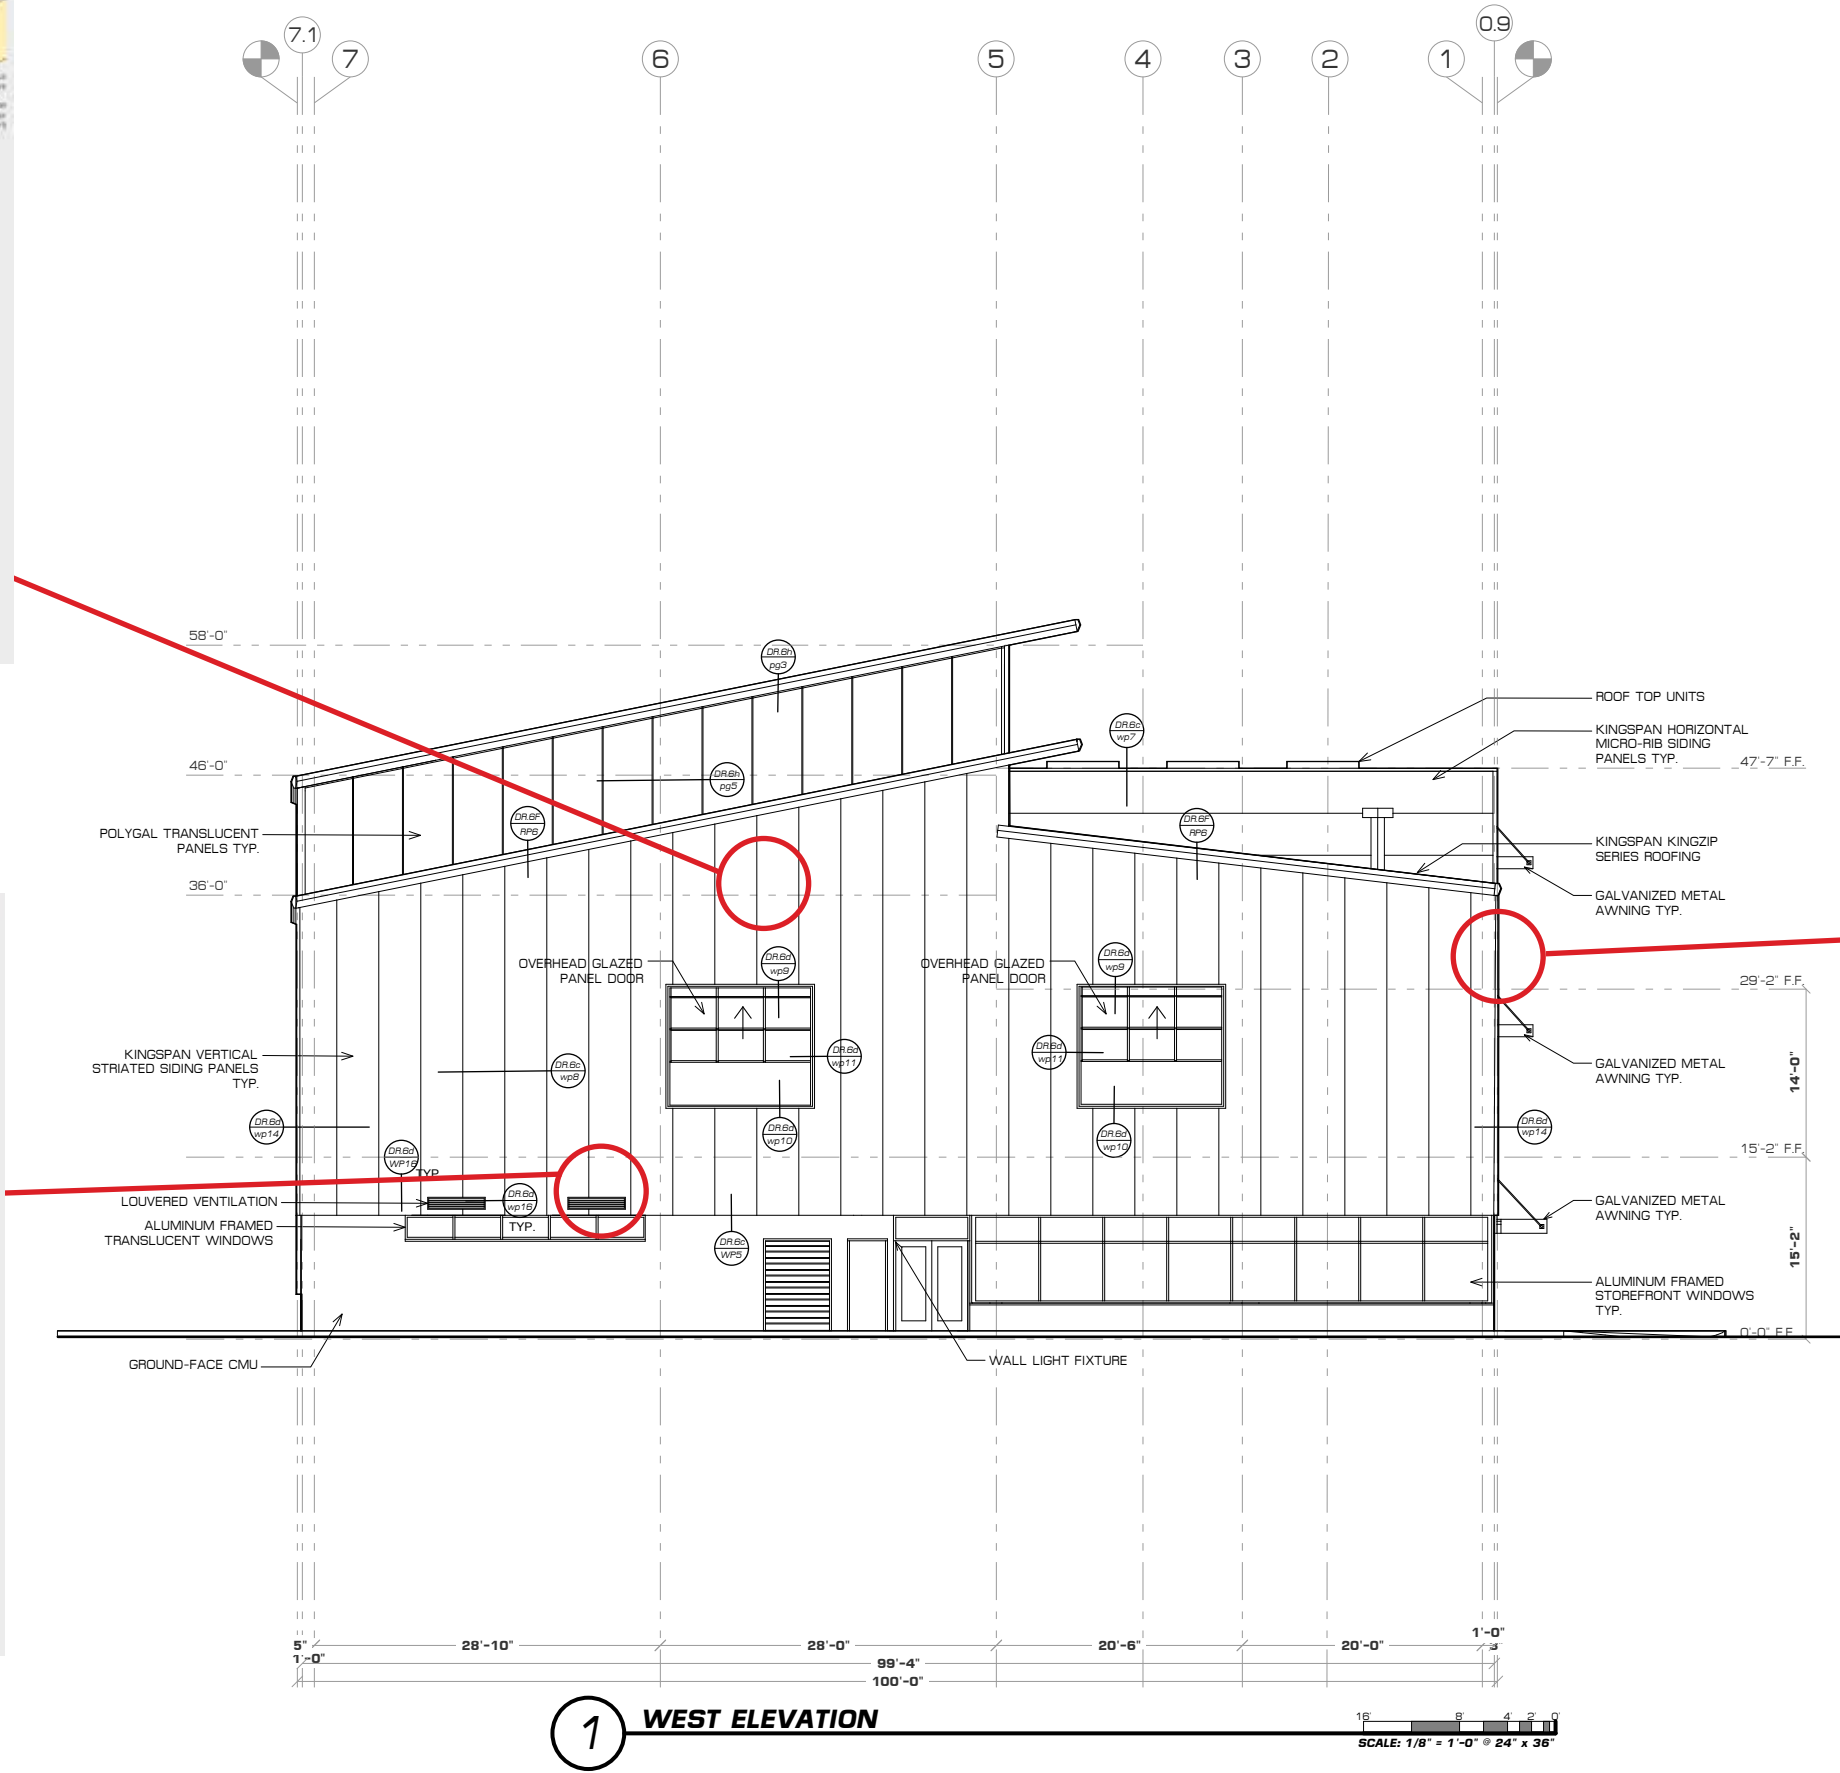 7.1
0.9
7
6
5
4
3
2
1
58'-0"
DR.6h
pg3
ROOF TOP UNITS
DR.6c
wp7
KINGSPAN HORIZONTAL
MICRO-RIB SIDING
PANELS TYP.
46'-0"
47'-7" F.F.
DR.6h
pg5
DR.6F
RP6
DR.6F
RP6
POLYGAL TRANSLUCENT
PANELS TYP.
KINGSPAN KINGZIP
SERIES ROOFING
36'-0"
GALVANIZED METAL
AWNING TYP.
OVERHEAD GLAZED
PANEL DOOR
DR.6d
wp9
OVERHEAD GLAZED
PANEL DOOR
DR.6d
wp9
29'-2" F.F.
KINGSPAN VERTICAL
STRIATED SIDING PANELS
TYP.
DR.6c
wp8
DR.6d
wp11
DR.6d
wp11
GALVANIZED METAL
AWNING TYP.
14'-0"
DR.6d
wp14
DR.6d
wp10
DR.6d
wp10
DR.6d
wp14
15'-2" F.F.
DR.6d
WP16
TYP.
LOUVERED VENTILATION
DR.6d
wp16
TYP.
GALVANIZED METAL
AWNING TYP.
ALUMINUM FRAMED
TRANSLUCENT WINDOWS
DR.6c
WP5
15'-2"
ALUMINUM FRAMED
STOREFRONT WINDOWS
TYP.
0'-0" F.F.
GROUND-FACE CMU
WALL LIGHT FIXTURE
5"
28'-10"
28'-0"
20'-6"
20'-0"
1'-0"
1'-0"
99'-4"
100'-0"
1
WEST ELEVATION
16' 8' 4' 2' 0'
SCALE: 1/8" = 1'-0" @ 24" x 36"